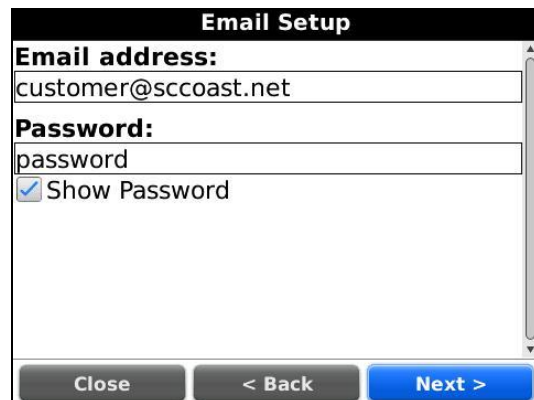 Email Setup
Email address:
customer@sccoast.net
Password:
password
Show Password
Close < Back Next >